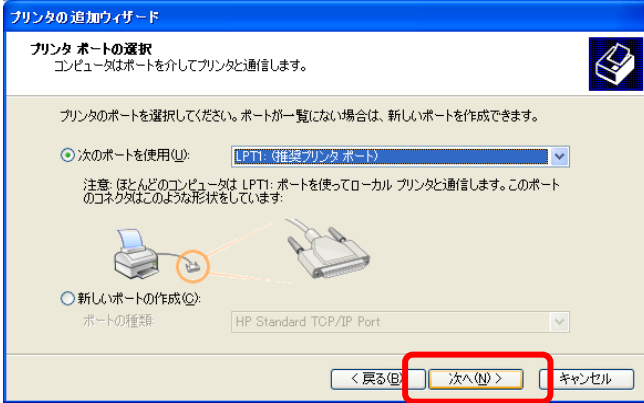 プリンタの追加ウィザード
プリンタ ポートの選択
コンピュータはポートを介してプリンタと通信します。
プリンタのポートを選択してください。ポートが一覧にない場合は、新しいポートを作成できます。
次のポートを使用(U):
LPT1: (推奨プリンタ ポート)
注意: ほとんどのコンピュータは LPT1: ポートを使ってローカル プリンタと通信します。このポート
のコネクタはこのような形状をしています:
新しいポートの作成(C):
ポートの種類:
HP Standard TCP/IP Port
< 戻る(B) 次へ(N) > キャンセル